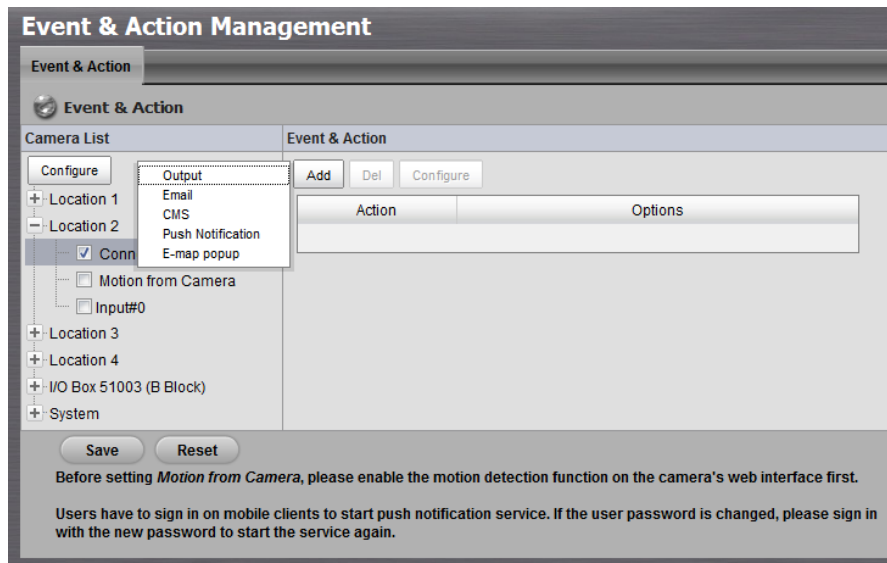 Event & Action Management
Event & Action
Event & Action
Camera List
Event & Action
Configure
Output
Email
CMS
Push Notification
E-map popup
Add Del Configure
Action Options
Location 1
Location 2
Conn
Motion from Camera
Input#0
Location 3
Location 4
I/O Box 51003 (B Block)
System
Save Reset
Before setting Motion from Camera, please enable the motion detection function on the camera's web interface first.
Users have to sign in on mobile clients to start push notification service. If the user password is changed, please sign in
with the new password to start the service again.